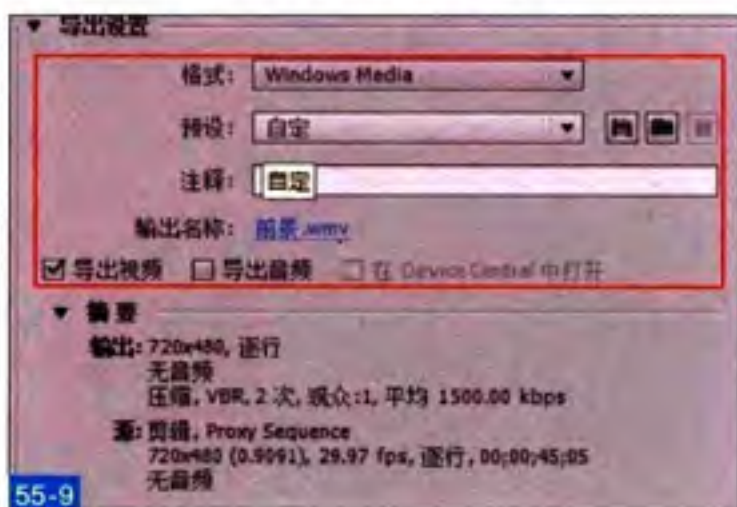 导出设置
格式: Windows Media
预设: 自定
注释: 自定
输出名称: 前景.wmv
导出视频 导出音频 在 Device Central 中打开
摘要
输出: 720x480, 逐行
无音频
压缩, VBR, 2 次, 观众:1, 平均 1500.00 kbps
源: 剪辑, Proxy Sequence
720x480 (0.9091), 29.97 fps, 逐行, 00;00;45;05
无音频
55-9